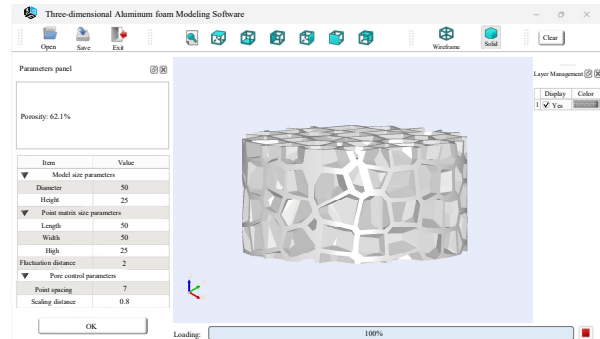 Three-dimensional Aluminum foam Modeling Software
Open Save Exit Wireframe Solid Clear
Parameters panel
Porosity: 62.1%
Item Value
Model size parameters
Diameter 50
Height 25
Point matrix size parameters
Length 50
Width 50
High 25
Fluctuation distance 2
Pore control parameters
Point spacing 7
Scaling distance 0.8
OK
Layer Management
Display Color
1 Yes
Loading: 100%